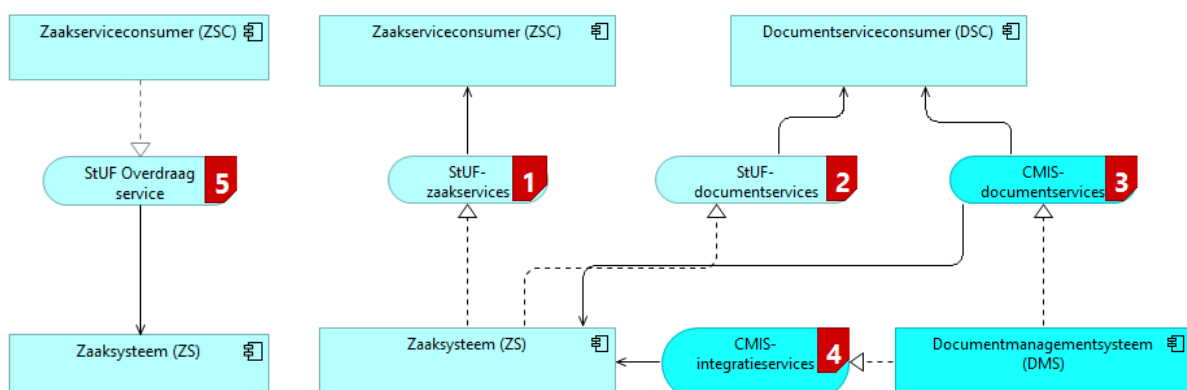 Zaakserviceconsumer (ZSC)
Zaakserviceconsumer (ZSC)
Documentserviceconsumer (DSC)
StUF Overdraag
service
5
StUF-
zaakservices
1
StUF-
documentservices
2
CMIS-
documentservices
3
Zaaksysteem (ZS)
Zaaksysteem (ZS)
CMIS-
integratieservices
4
Documentmanagementsysteem
(DMS)